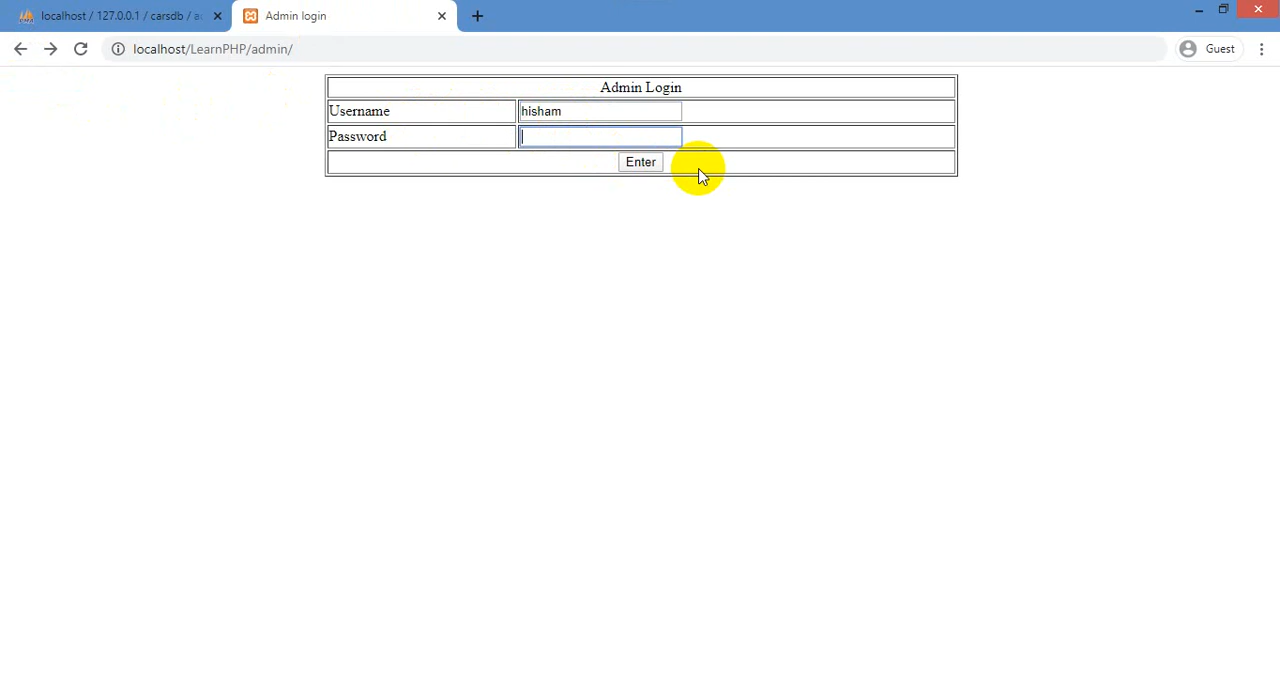 localhost / 127.0.0.1 / carsdb /
Admin login
localhost/LearnPHP/admin/
Guest
Admin Login
Username
hisham
Password
Enter